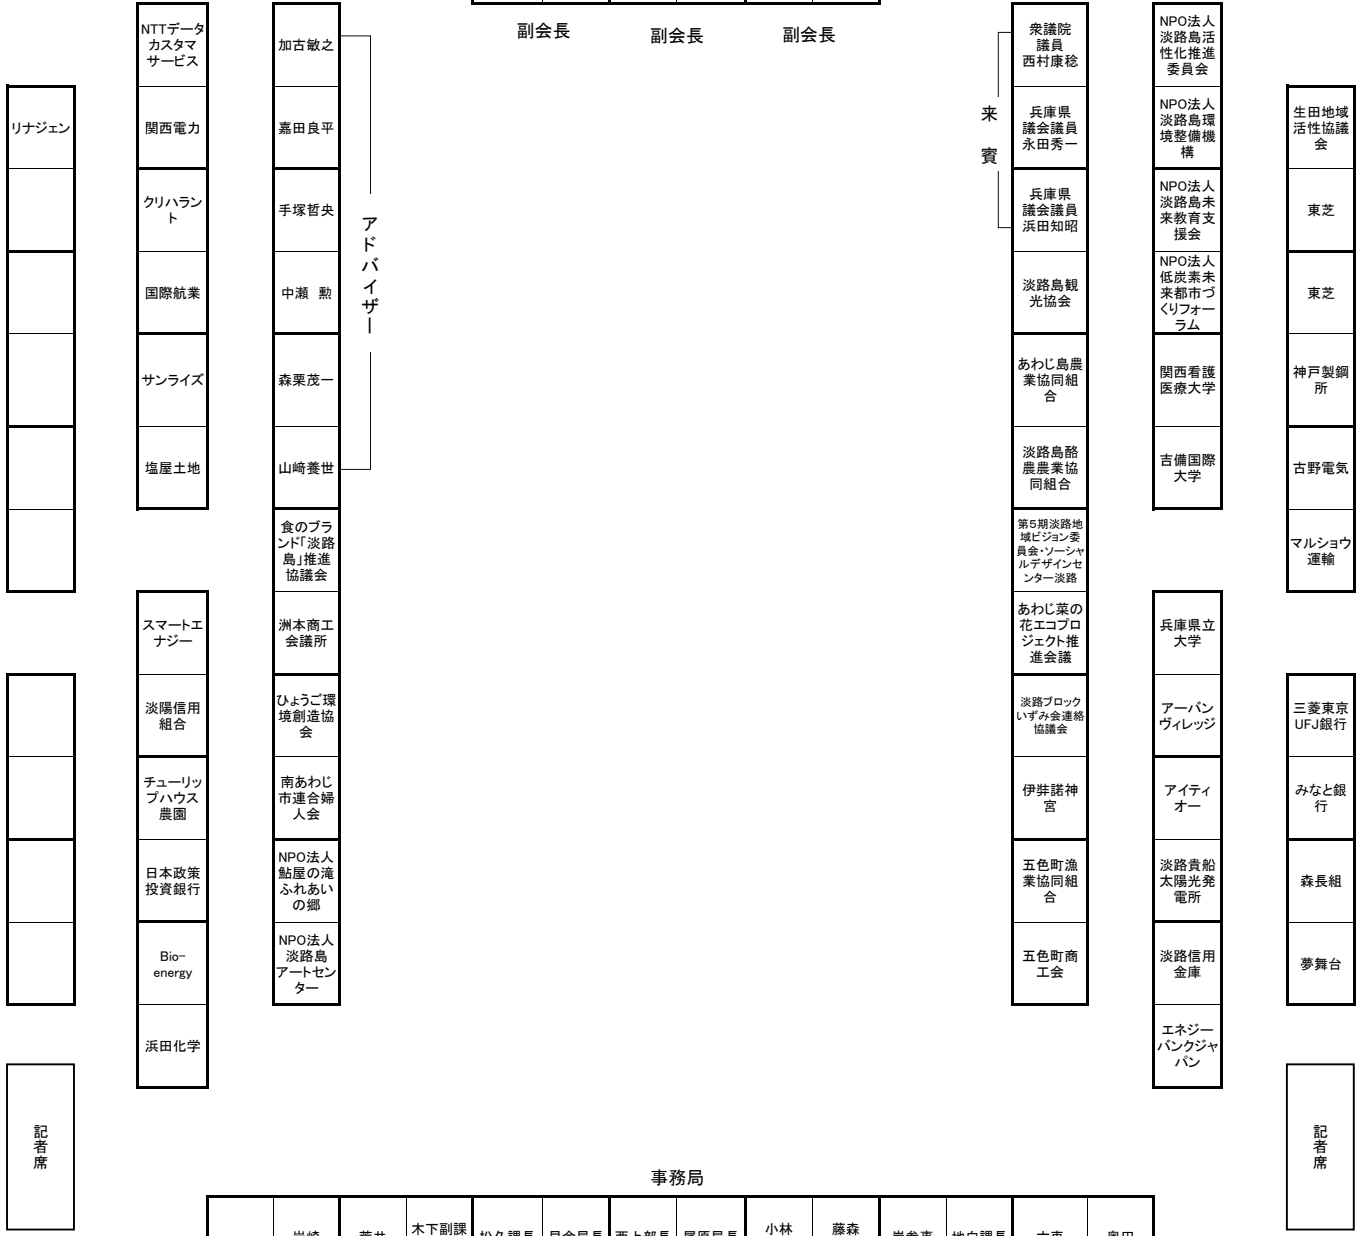 副会長
副会長
副会長
リナジェン
NTTデータ
カスタマ
サービス
関西電力
クリハラン
ト
国際航業
サンライズ
塩屋土地
スマートエ
ナジー
淡陽信用
組合
チューリッ
プハウス
農園
日本政策
投資銀行
Bio-
energy
浜田化学
加古敏之
嘉田良平
手塚哲央
中瀬 勲
森栗茂一
山﨑養世
アドバイザー
食のブラ
ンド「淡路
島」推進
協議会
洲本商工
会議所
ひょうご環
境創造協
会
南あわじ
市連合婦
人会
NPO法人
鮎屋の滝
ふれあい
の郷
NPO法人
淡路島
アートセン
ター
来賓
衆議院
議員
西村康稔
兵庫県
議会議員
永田秀一
兵庫県
議会議員
浜田知昭
淡路島観
光協会
あわじ島農
業協同組
合
淡路島酪
農農業協
同組合
第5期淡路地
域ビジョン委
員会・ソーシャ
ルデザインセ
ンター淡路
あわじ菜の
花エコプロ
ジェクト推
進会議
淡路ブロック
いずみ会連絡
協議会
伊弉諾神
宮
五色町漁
業協同組
合
五色町商
工会
NPO法人
淡路島活
性化推進
委員会
NPO法人
淡路島環
境整備機
構
NPO法人
淡路島未
来教育支
援会
NPO法人
低炭素未
来都市づ
くりフォー
ラム
関西看護
医療大学
吉備国際
大学
兵庫県立
大学
アーバン
ヴィレッジ
アイティ
オー
淡路貴船
太陽光発
電所
淡路信用
金庫
エネジー
バンクジャ
パン
生田地域
活性協議
会
東芝
東芝
神戸製鋼
所
古野電気
マルショウ
運輸
三菱東京
UFJ銀行
みなと銀
行
森長組
夢舞台
記者席
記者席
事務局
木下副課
小林
藤森